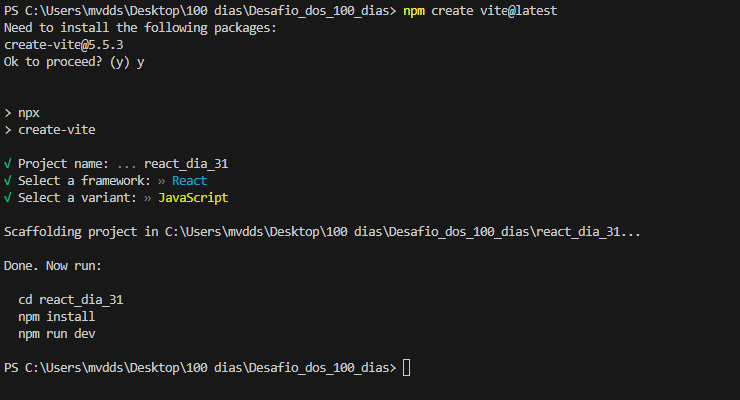 PS C:\Users\mvdds\Desktop\100 dias\Desafio_dos_100_dias> npm create vite@latest
Need to install the following packages:
create-vite@5.5.3
Ok to proceed? (y) y
> npx
> create-vite
√ Project name: ... react_dia_31
√ Select a framework: » React
√ Select a variant: » JavaScript
Scaffolding project in C:\Users\mvdds\Desktop\100 dias\Desafio_dos_100_dias\react_dia_31...
Done. Now run:
cd react_dia_31
npm install
npm run dev
PS C:\Users\mvdds\Desktop\100 dias\Desafio_dos_100_dias>